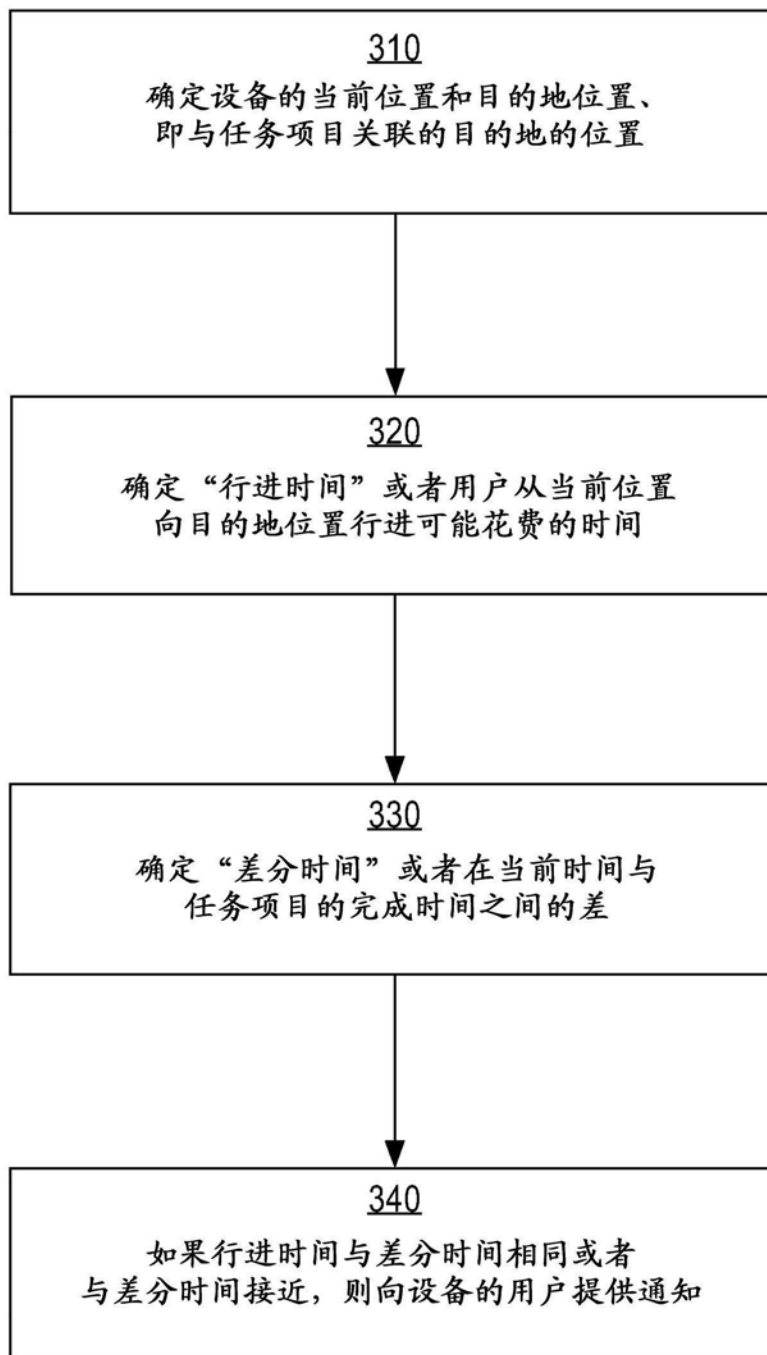 310
确定设备的当前位置和目的地位置、
即与任务项目关联的目的地的位置
320
确定“行进时间”或者用户从当前位置
向目的地位置行进可能花费的时间
330
确定“差分时间”或者在当前时间与
任务项目的完成时间之间的差
340
如果行进时间与差分时间相同或者
与差分时间接近，则向设备的用户提供通知